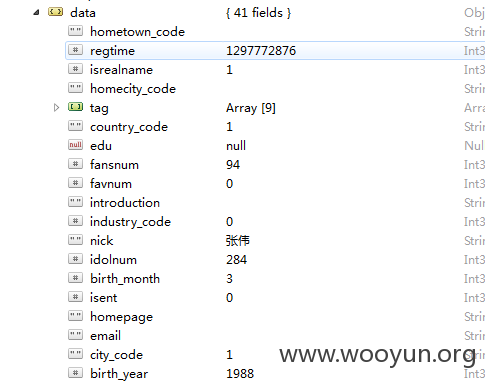 data { 41 fields } Obj
"" hometown_code Strin
# regtime 1297772876 Int3
# isrealname 1 Int3
"" homecity_code Strin
tag Array [9] Arra
"" country_code 1 Strin
null edu null Null
# fansnum 94 Int3
# favnum 0 Int3
"" introduction Strin
# industry_code 0 Int3
"" nick 张伟 Strin
# idolnum 284 Int3
# birth_month 3 Int3
# isent 0 Int3
"" homepage Strin
"" email Strin
"" city_code 1 Strin
# birth_year 1988 Int3
www.wooyun.org